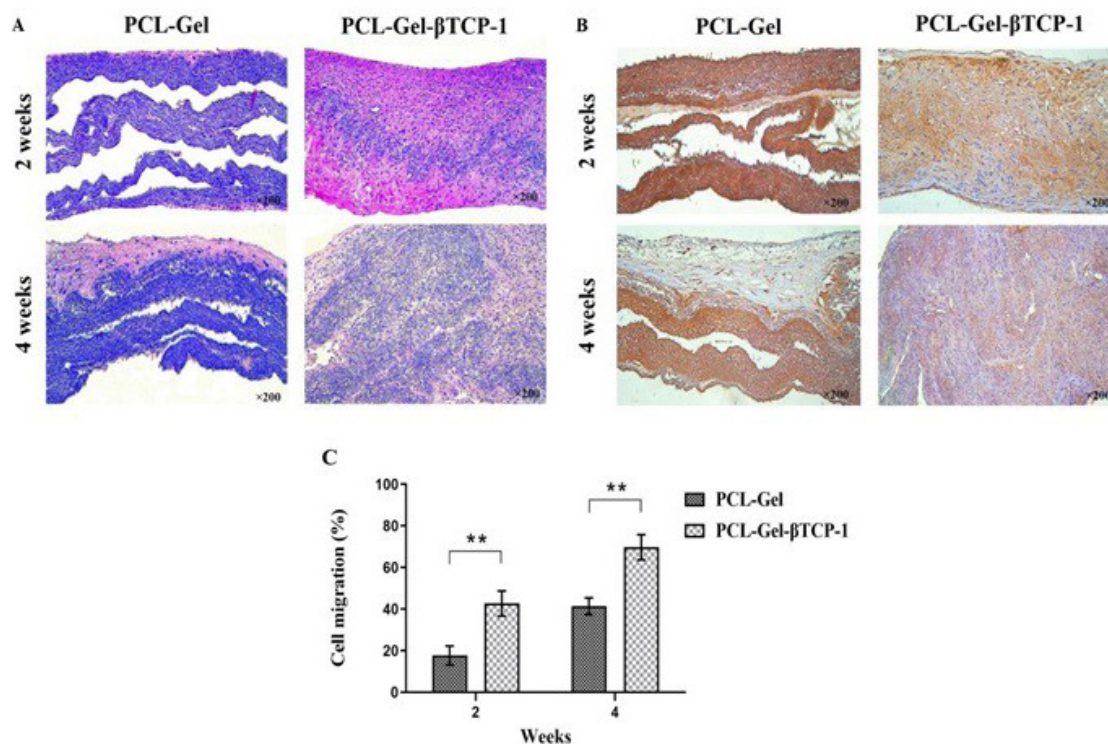 A
PCL-Gel
PCL-Gel-βTCP-1
2 weeks
×200
×200
4 weeks
×200
×200
B
PCL-Gel
PCL-Gel-βTCP-1
2 weeks
×200
×200
4 weeks
×200
×200
C
Cell migration (%)
100
80
60
40
20
0
**
**
2
4
Weeks
PCL-Gel
PCL-Gel-βTCP-1